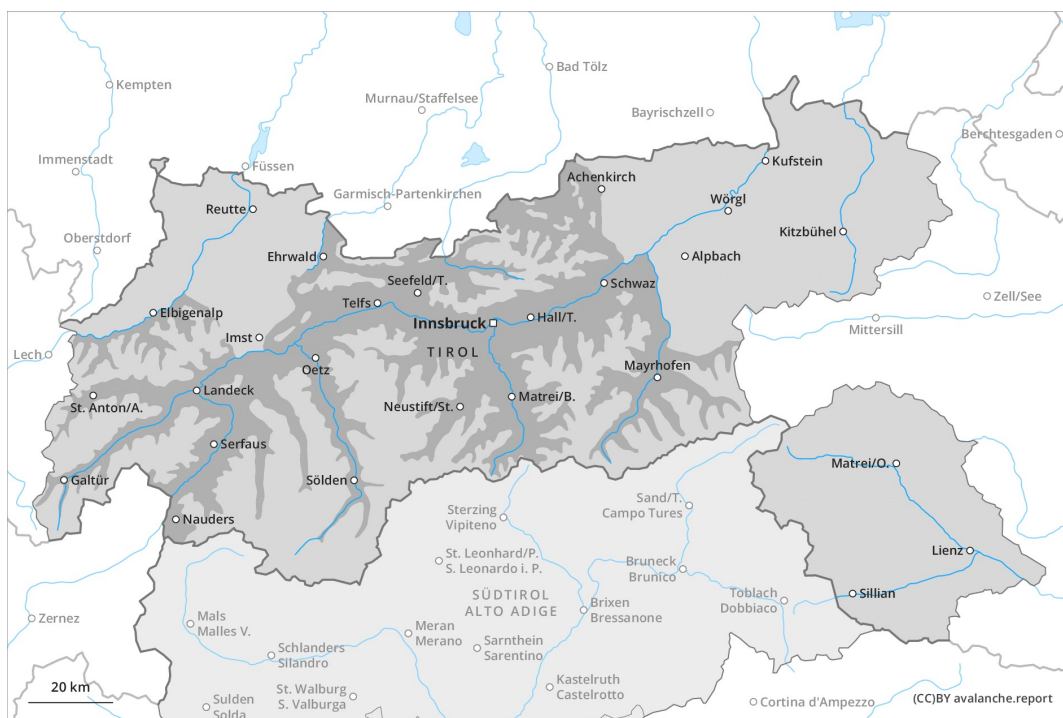 Kempten
Bad Tölz
Murnau/Staffelsee
Bayrischzell
Berchtesgaden
Immenstadt
Füssen
Kufstein
Achenkirch
Garmisch-Partenkirchen
Reutte
Wörgl
Kitzbühel
Oberstdorf
Ehrwald
Alpbach
Seefeld/T.
Schwaz
Zell/See
Telfs
Elbigenalp
Innsbruck
Hall/T.
Mittersill
Imst
Lech
TIROL
Oetz
Mayrhofen
Landeck
Matrei/B.
St. Anton/A.
Neustift/St.
Serfaus
Matrei/O.
Galtür
Sölden
Sand/T.
Campo Tures
Sterzing
Vipiteno
Nauders
Lienz
St. Leonhard/P.
S. Leonardo i. P.
Bruneck
Brunico
Sillian
SÜDTIROL
ALTO ADIGE
Toblach
Dobbiaco
Brixen
Bressanone
Zernez
Mals
Malles V.
Meran
Merano
Sarnthein
Sarentino
Schlanders
Silandro
Kastelruth
Castelrotto
20 km
St. Walburg
S. Valburga
Sulden
Solda
Cortina d'Ampezzo
(CC)BY avalanche.report